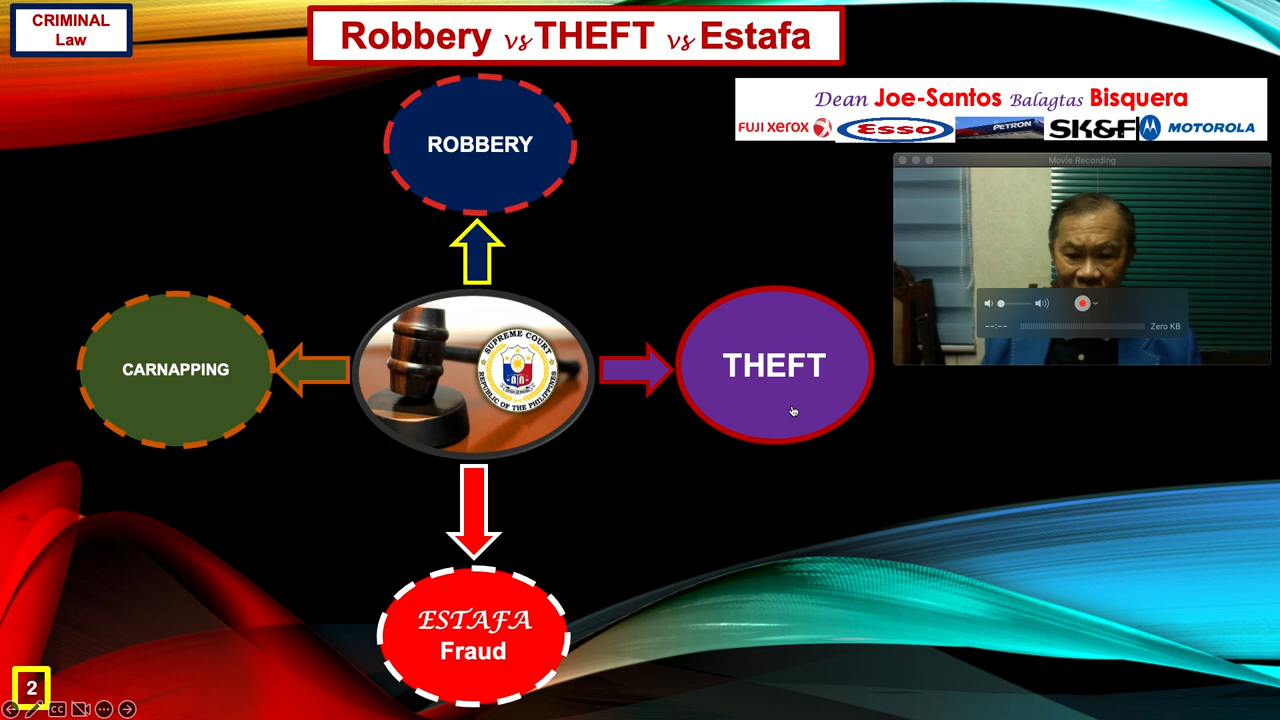 CRIMINAL
Law
Robbery vs THEFT vs Estafa
Dean Joe-Santos Balagtas Bisquera
FUJI XEROX Esso PETRON SK&F MOTOROLA
ROBBERY
Movie Recording
--:-- Zero KB
CARNAPPING
SUPREME COURT
REPUBLIC OF THE PHILIPPINES
THEFT
ESTAFA
Fraud
2
CC